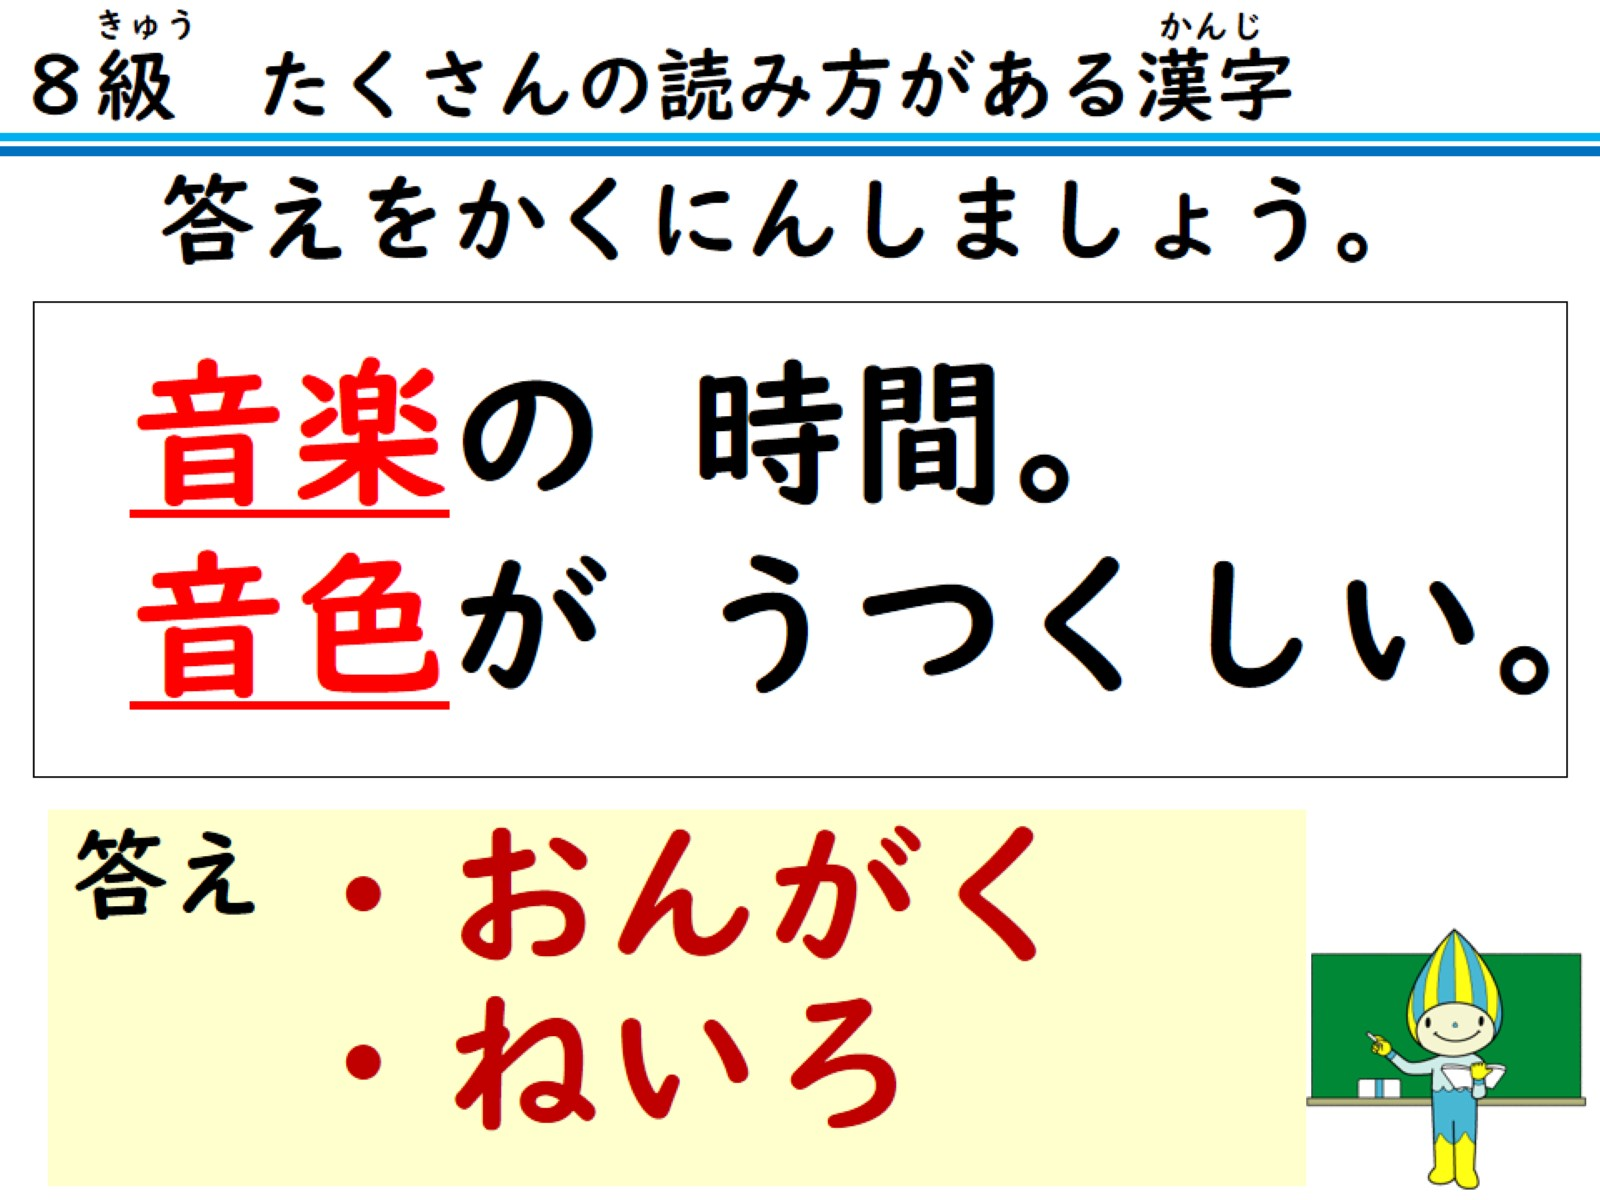 きゅう かんじ
８級 たくさんの読み方がある漢字
答えをかくにんしましょう。
音楽の 時間。
音色が うつくしい。
答え ・おんがく
・ねいろ